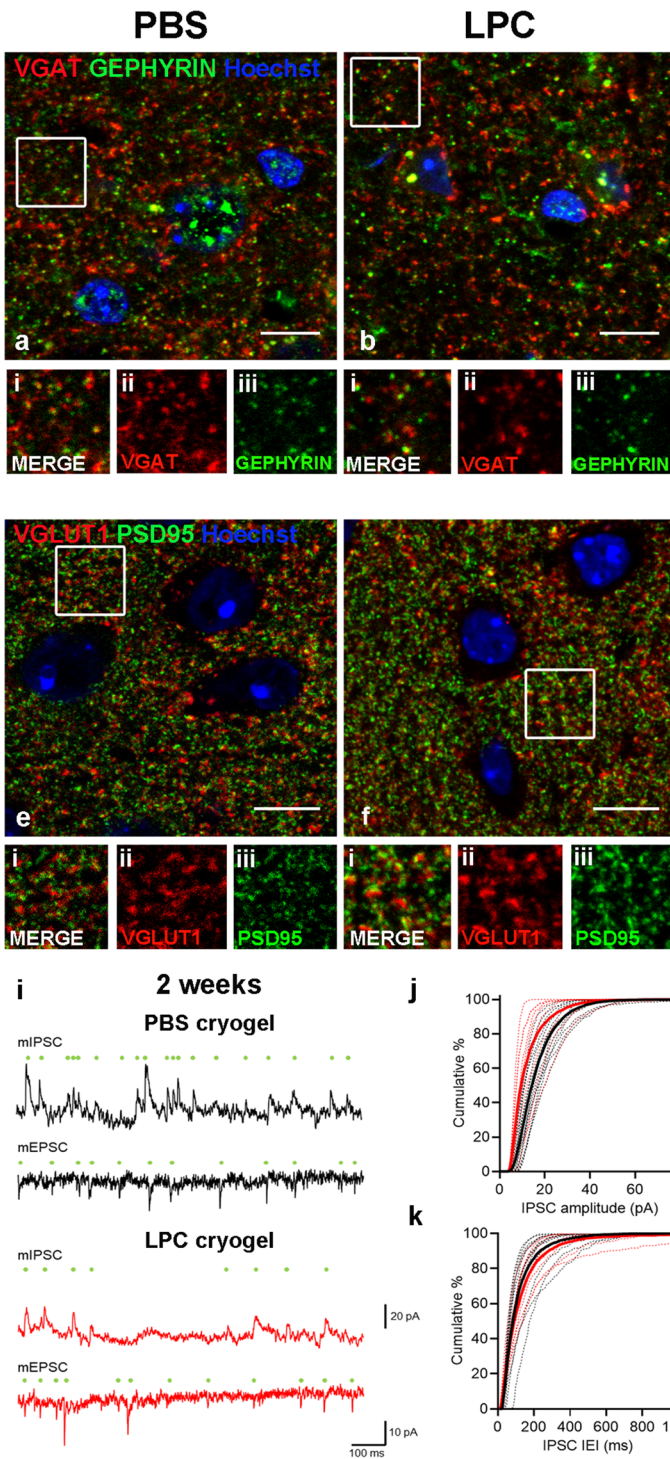 PBS LPC
VGAT GEPHYRIN Hoechst
a b
i ii iii i ii iii
MERGE VGAT GEPHYRIN MERGE VGAT GEPHYRIN
VGLUT1 PSD95 Hoechst
e f
i ii iii i ii iii
MERGE VGLUT1 PSD95 MERGE VGLUT1 PSD95
i
2 weeks
PBS cryogel
mIPSC
mEPSC
LPC cryogel
mIPSC
20 pA
mEPSC
10 pA
100 ms
j
Cumulative %
100
80
60
40
20
0
0 20 40 60
IPSC amplitude (pA)
k
Cumulative %
100
80
60
40
20
0
0 200 400 600 800
IPSC IEI (ms)